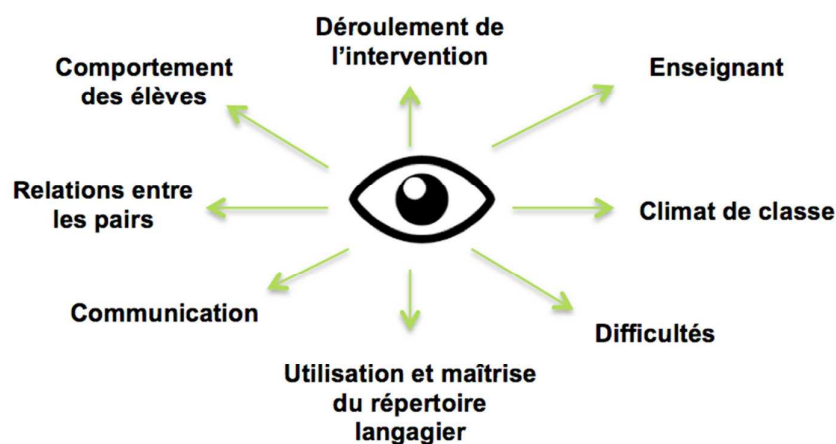 Déroulement de
l'intervention
Comportement
des élèves
Enseignant
Relations entre
les pairs
Climat de classe
Communication
Difficultés
Utilisation et maîtrise
du répertoire
langagier